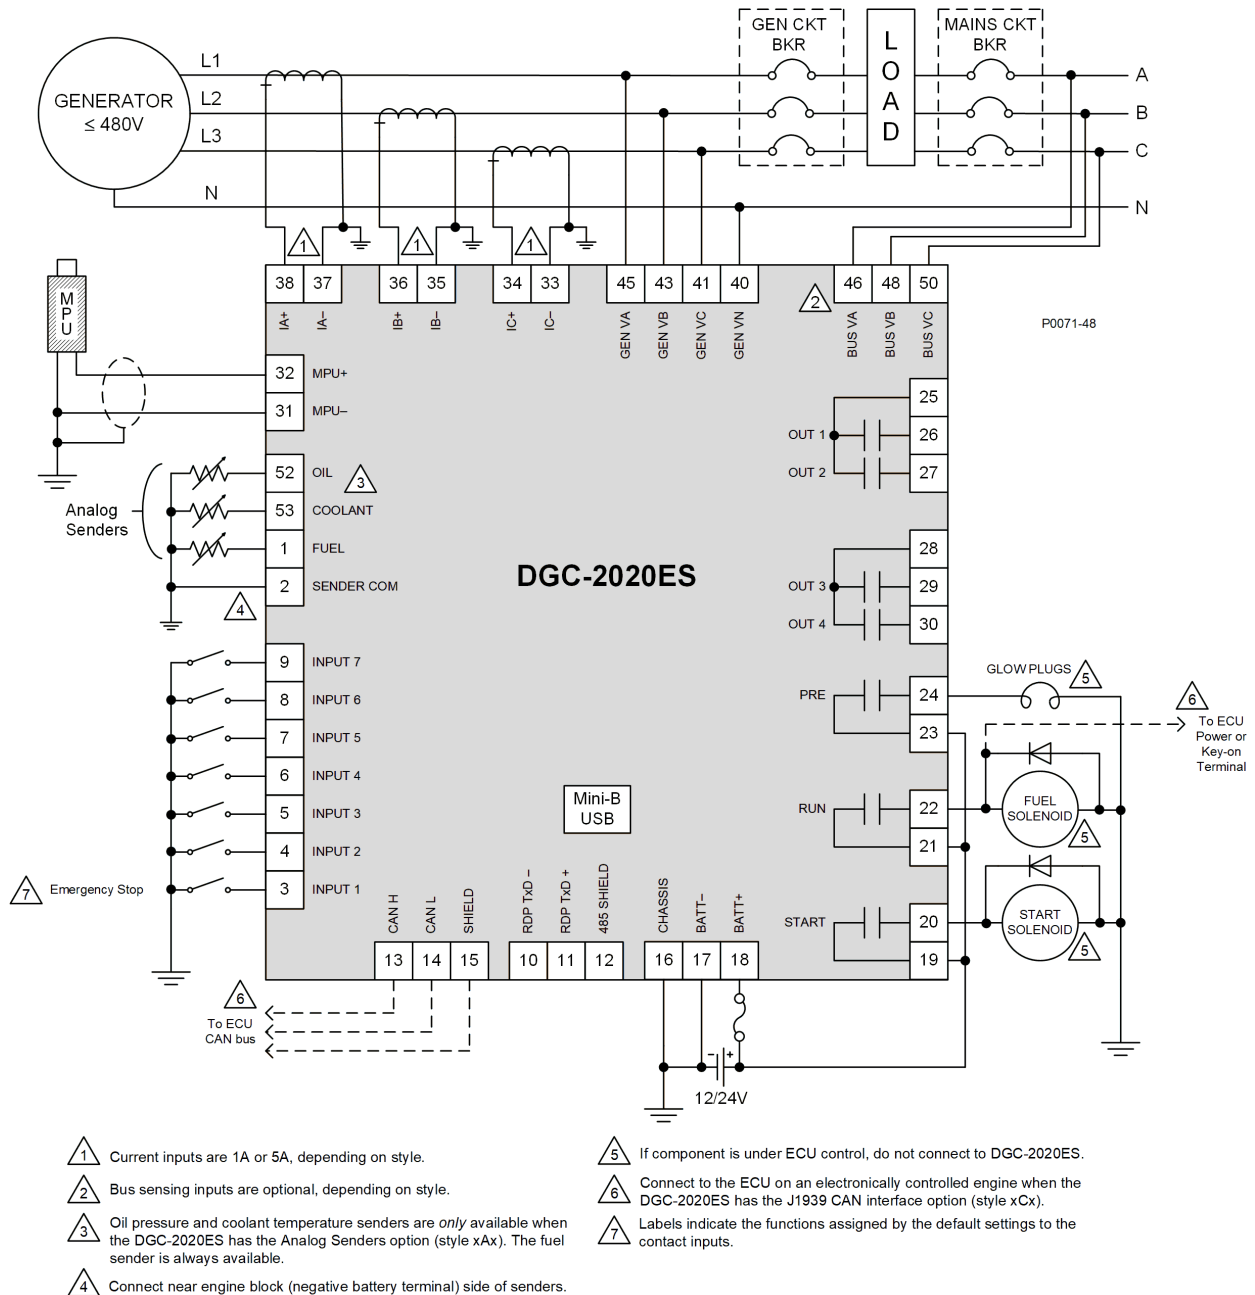 GEN CKT
BKR
LOAD
MAINS CKT
BKR
GENERATOR
≤ 480V
L1
L2
L3
N
A
B
C
N
1
1
1
38
37
36
35
34
33
45
43
41
40
2
46
48
50
IA+
IA–
IB+
IB–
IC+
IC–
GEN VA
GEN VB
GEN VC
GEN VN
BUS VA
BUS VB
BUS VC
P0071-48
MPU
32
MPU+
31
MPU–
Analog
Senders
52
OIL
3
53
COOLANT
1
FUEL
2
SENDER COM
4
25
OUT 1
26
OUT 2
27
28
OUT 3
29
OUT 4
30
DGC-2020ES
9
INPUT 7
8
INPUT 6
7
INPUT 5
6
INPUT 4
5
INPUT 3
4
INPUT 2
3
INPUT 1
7
Emergency Stop
PRE
24
23
GLOW PLUGS
5
6
To ECU
Power or
Key-on
Terminal
RUN
22
21
FUEL
SOLENOID
5
START
20
19
START
SOLENOID
5
Mini-B
USB
CAN H
CAN L
SHIELD
RDP TxD –
RDP TxD +
485 SHIELD
CHASSIS
BATT–
BATT+
13
14
15
10
11
12
16
17
18
6
To ECU
CAN bus
- +
12/24V
1 Current inputs are 1A or 5A, depending on style.
2 Bus sensing inputs are optional, depending on style.
3 Oil pressure and coolant temperature senders are only available when
the DGC-2020ES has the Analog Senders option (style xAx). The fuel
sender is always available.
4 Connect near engine block (negative battery terminal) side of senders.
5 If component is under ECU control, do not connect to DGC-2020ES.
6 Connect to the ECU on an electronically controlled engine when the
DGC-2020ES has the J1939 CAN interface option (style xCx).
7 Labels indicate the functions assigned by the default settings to the
contact inputs.